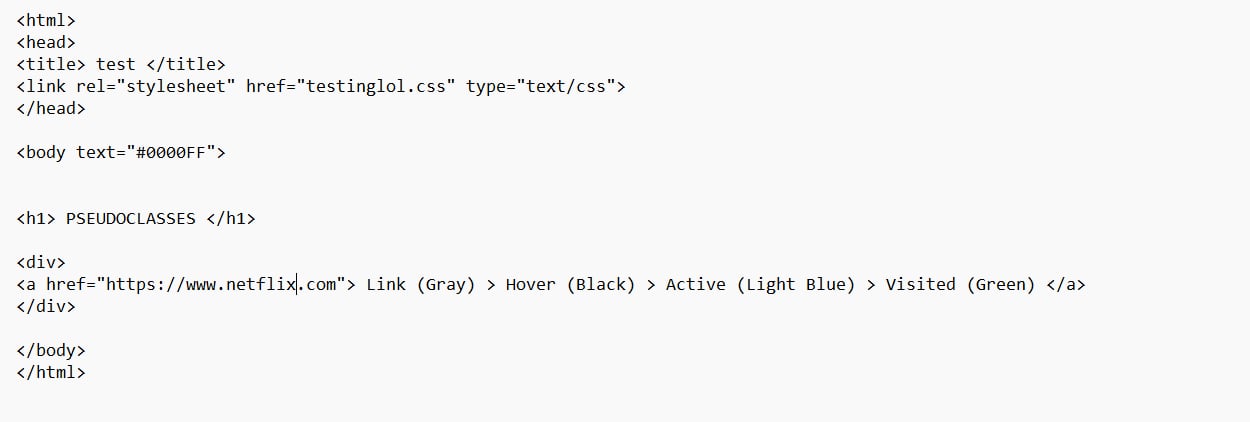 <html>
<head>
<title> test </title>
<link rel="stylesheet" href="testinglol.css" type="text/css">
</head>
<body text="#0000FF">
<h1> PSEUDOCLASSES </h1>
<div>
<a href="https://www.netflix.com"> Link (Gray) > Hover (Black) > Active (Light Blue) > Visited (Green) </a>
</div>
</body>
</html>